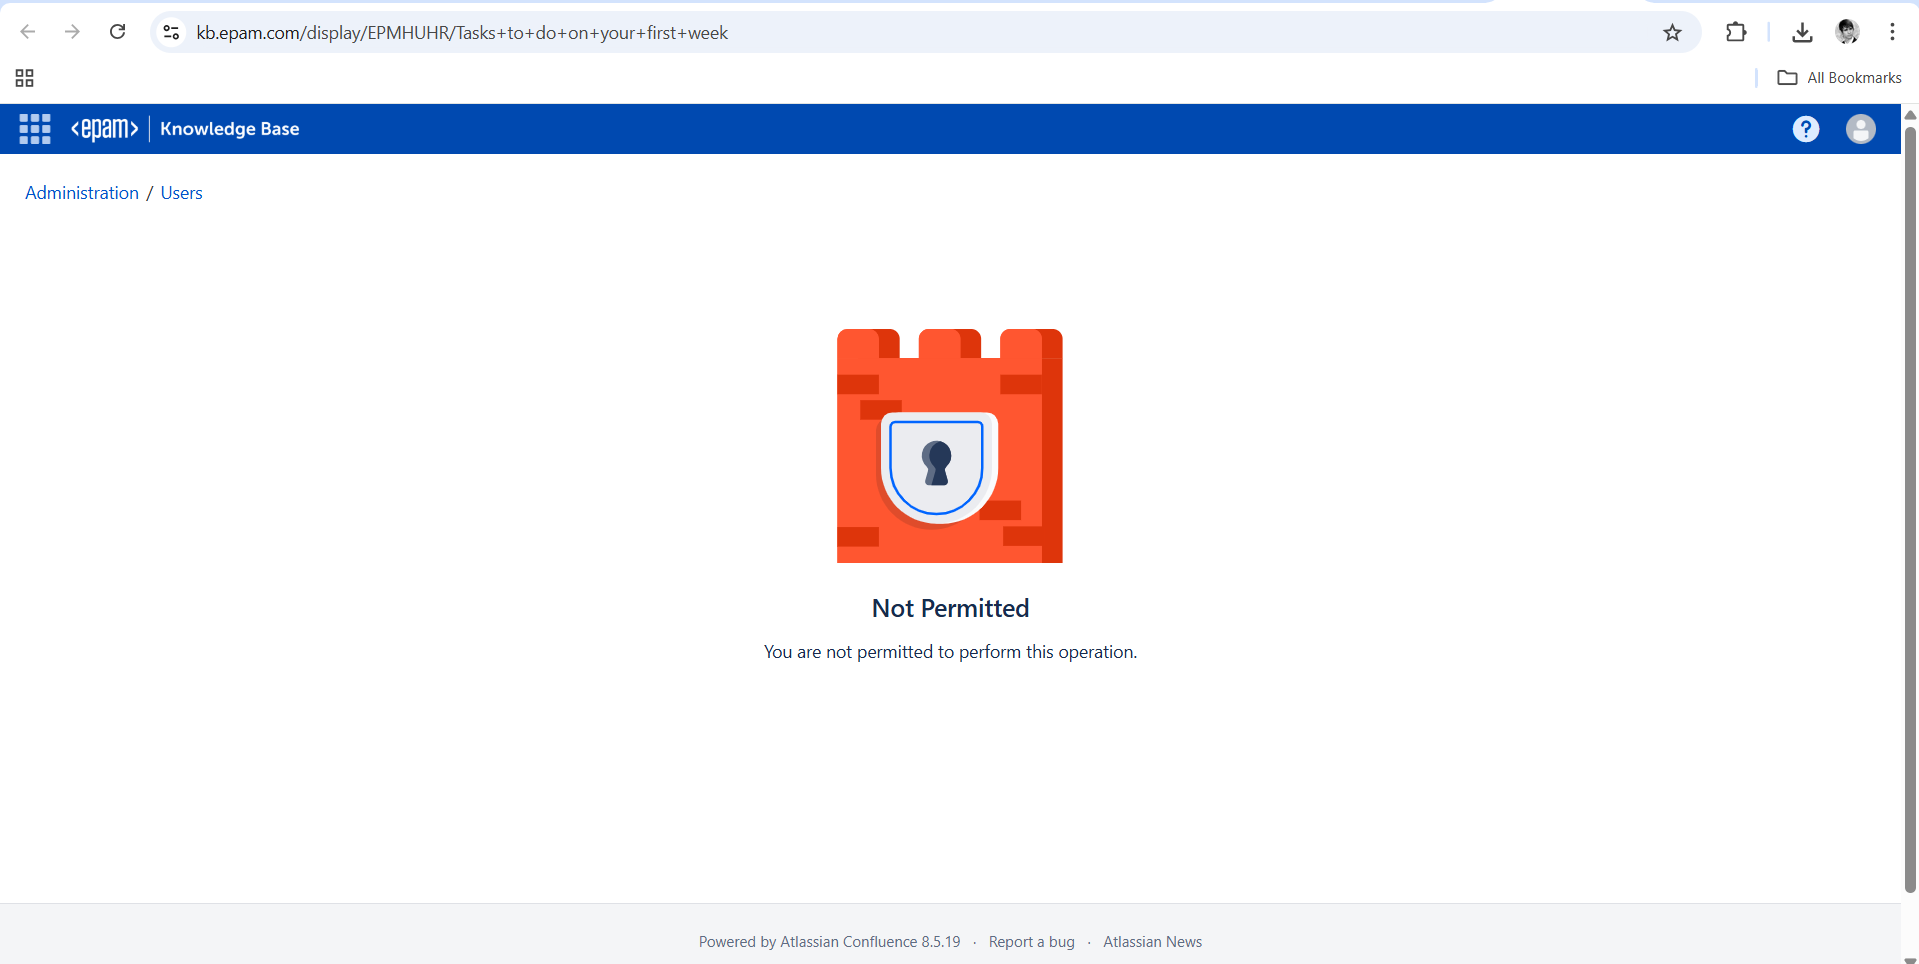 kb.epam.com/display/EPMHUHR/Tasks+to+do+on+your+first+week
All Bookmarks
<epam> | Knowledge Base
?
Administration / Users
Not Permitted
You are not permitted to perform this operation.
Powered by Atlassian Confluence 8.5.19 · Report a bug · Atlassian News